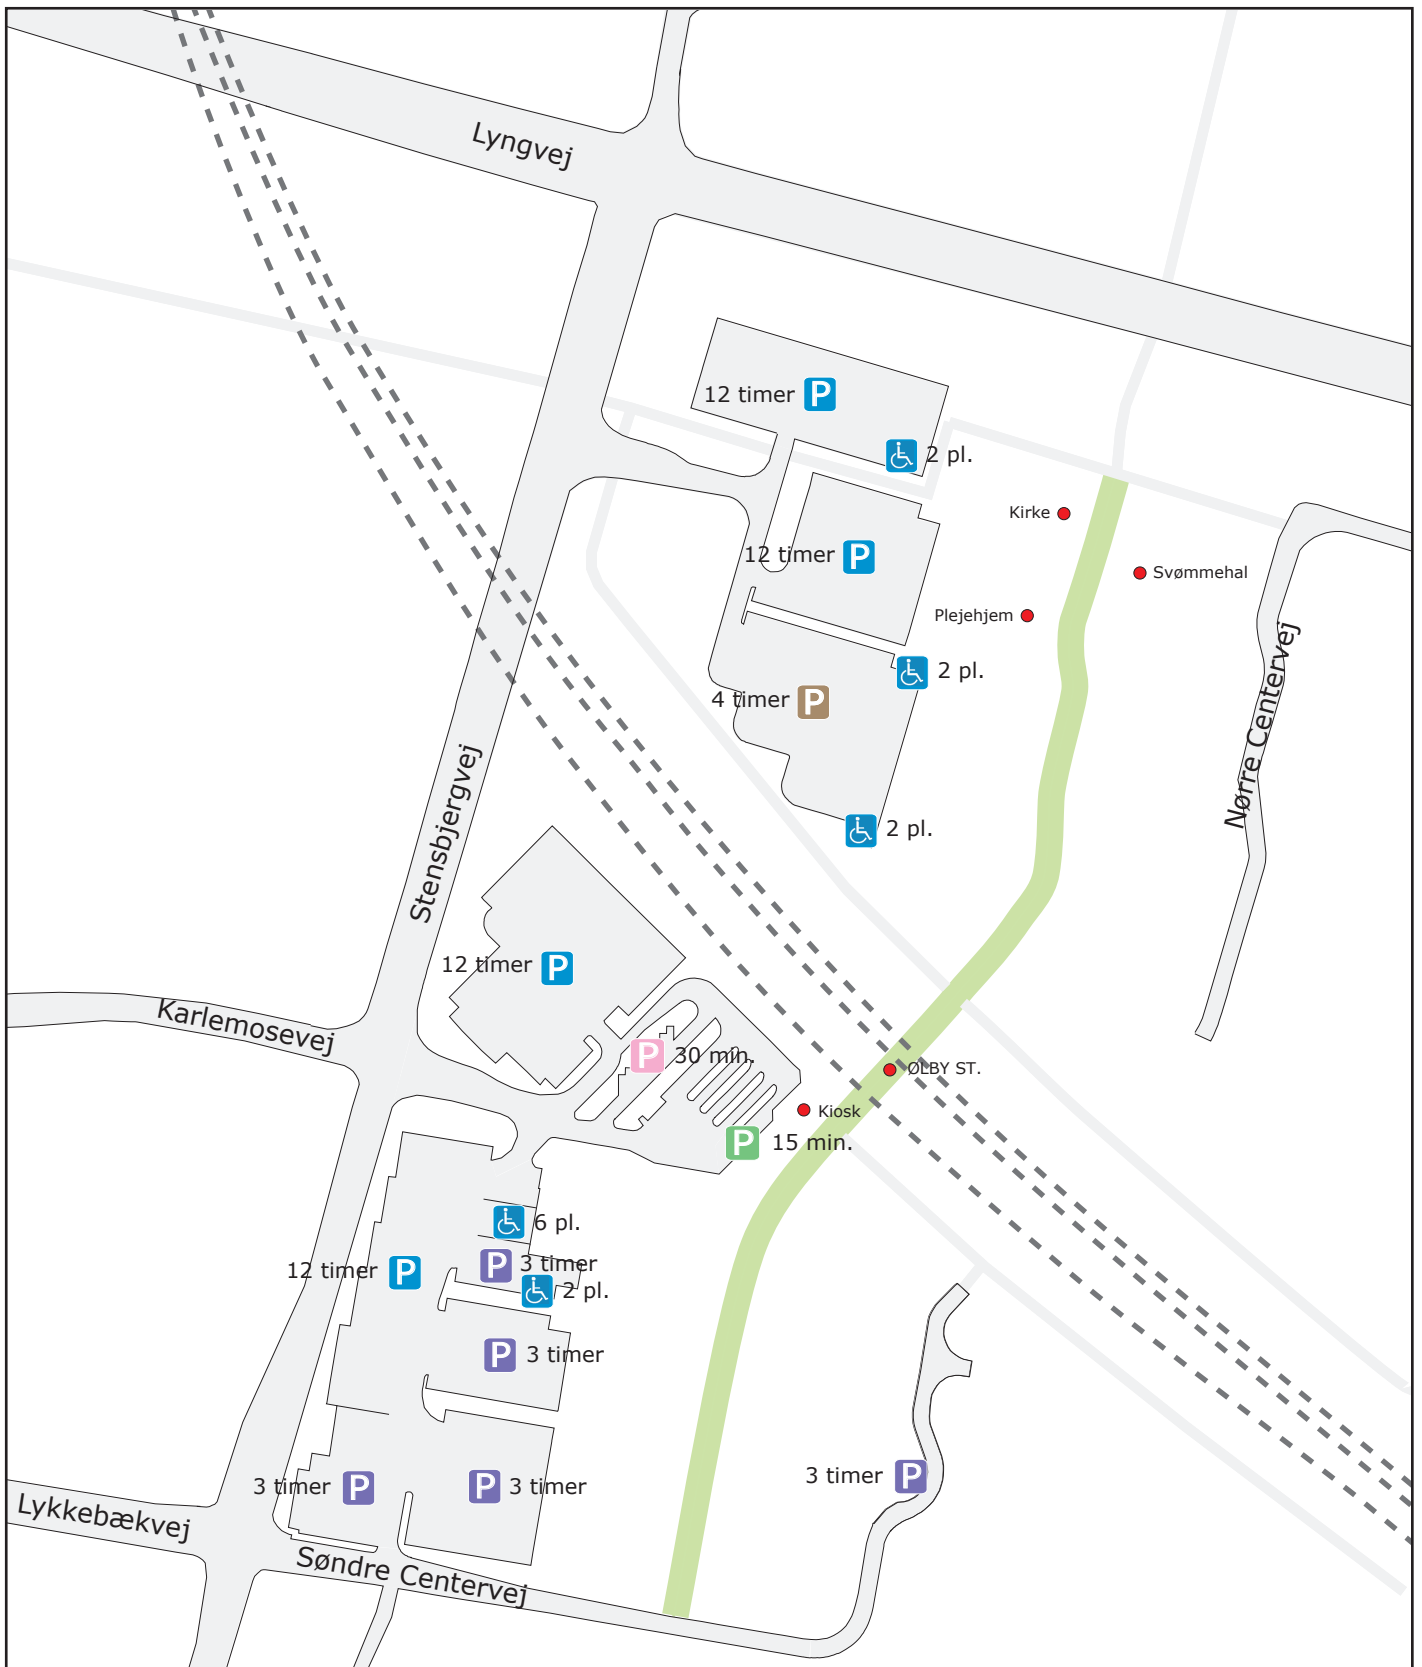 Lyngvej
12 timer P
2 pl.
Kirke
12 timer P
Svømmehal
Plejehjem
2 pl.
4 timer P
Nørre Centervej
2 pl.
Stensbjergvej
12 timer P
Karlemosevej
P 30 min.
ØLBY ST.
Kiosk
P 15 min.
6 pl.
P 3 timer
12 timer P
2 pl.
P 3 timer
3 timer P
3 timer P
P 3 timer
Lykkebækvej
Søndre Centervej